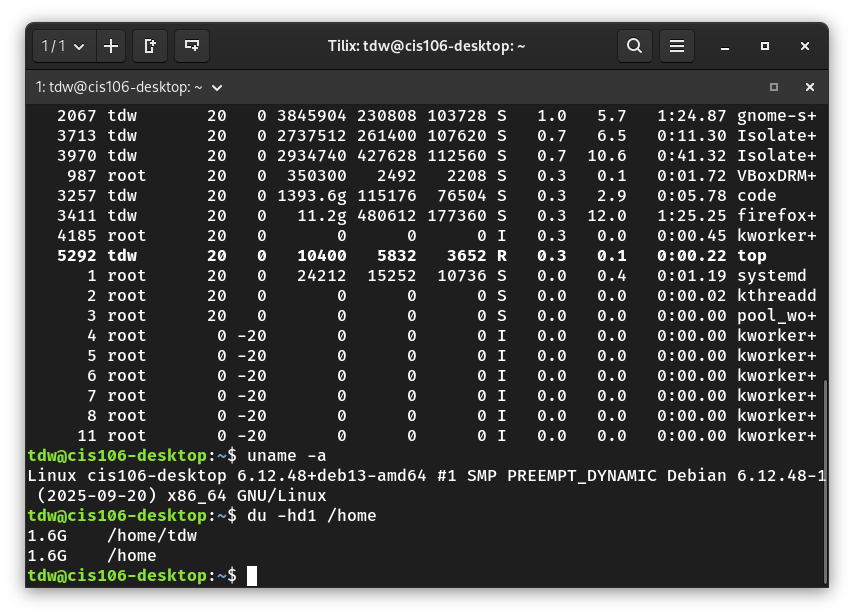 1 / 1
Tilix: tdw@cis106-desktop: ~
1: tdw@cis106-desktop: ~
2067 tdw 20 0 3845904 230808 103728 S 1.0 5.7 1:24.87 gnome-s+
3713 tdw 20 0 2737512 261400 107620 S 0.7 6.5 0:11.30 Isolate+
3970 tdw 20 0 2934740 427628 112560 S 0.7 10.6 0:41.32 Isolate+
987 root 20 0 350300 2492 2208 S 0.3 0.1 0:01.72 VBoxDRM+
3257 tdw 20 0 1393.6g 115176 76504 S 0.3 2.9 0:05.78 code
3411 tdw 20 0 11.2g 480612 177360 S 0.3 12.0 1:25.25 firefox+
4185 root 20 0 0 0 0 I 0.3 0.0 0:00.45 kworker+
5292 tdw 20 0 10400 5832 3652 R 0.3 0.1 0:00.22 top
1 root 20 0 24212 15252 10736 S 0.0 0.4 0:01.19 systemd
2 root 20 0 0 0 0 S 0.0 0.0 0:00.02 kthreadd
3 root 20 0 0 0 0 S 0.0 0.0 0:00.00 pool_wo+
4 root 0 -20 0 0 0 I 0.0 0.0 0:00.00 kworker+
5 root 0 -20 0 0 0 I 0.0 0.0 0:00.00 kworker+
6 root 0 -20 0 0 0 I 0.0 0.0 0:00.00 kworker+
7 root 0 -20 0 0 0 I 0.0 0.0 0:00.00 kworker+
8 root 0 -20 0 0 0 I 0.0 0.0 0:00.00 kworker+
11 root 0 -20 0 0 0 I 0.0 0.0 0:00.00 kworker+
tdw@cis106-desktop:~$ uname -a
Linux cis106-desktop 6.12.48+deb13-amd64 #1 SMP PREEMPT_DYNAMIC Debian 6.12.48-1
(2025-09-20) x86_64 GNU/Linux
tdw@cis106-desktop:~$ du -hd1 /home
1.6G /home/tdw
1.6G /home
tdw@cis106-desktop:~$